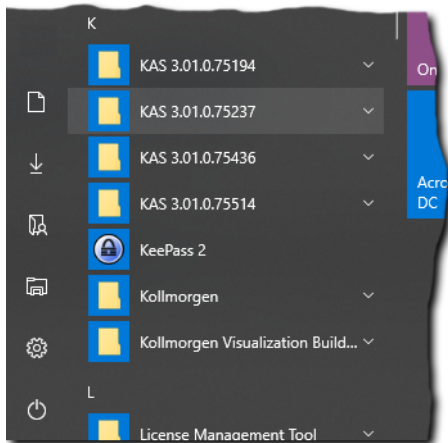 K
KAS 3.01.0.75194
On
KAS 3.01.0.75237
KAS 3.01.0.75436
KAS 3.01.0.75514
Acro
DC
KeePass 2
Kollmorgen
Kollmorgen Visualization Build...
L
License Management Tool